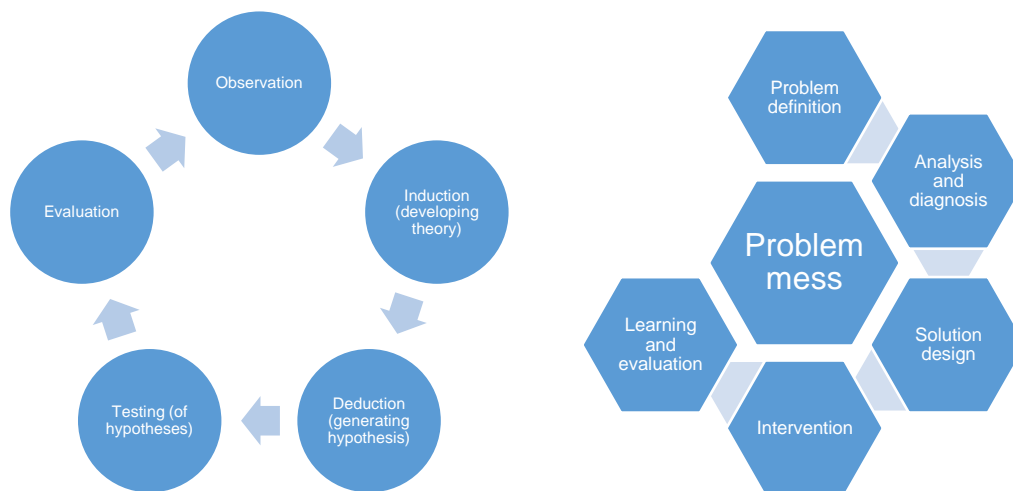 Observation
Induction
(developing
theory)
Deduction
(generating
hypothesis)
Testing (of
hypotheses)
Evaluation
Problem
definition
Analysis
and
diagnosis
Solution
design
Intervention
Learning
and
evaluation
Problem
mess